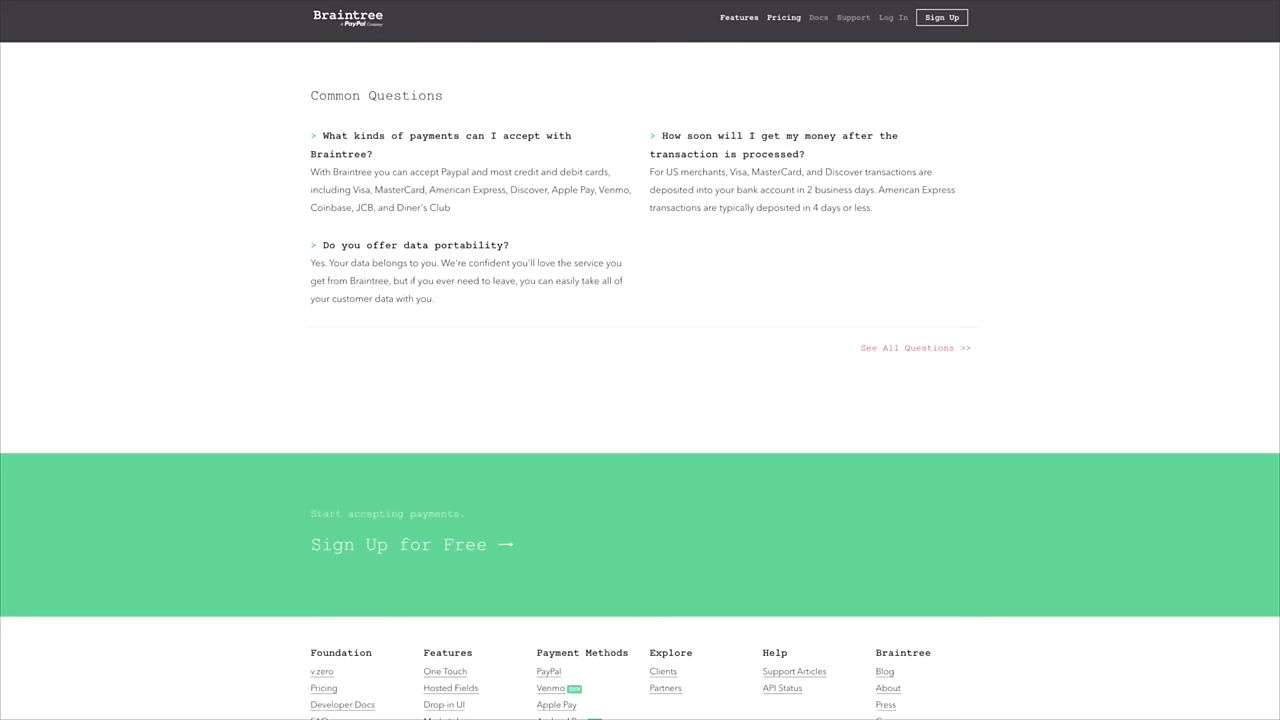 Braintree
A PayPal Company
Features Pricing Docs Support Log In Sign Up
Common Questions
> What kinds of payments can I accept with
Braintree?
With Braintree you can accept Paypal and most credit and debit cards,
including Visa, MasterCard, American Express, Discover, Apple Pay, Venmo,
Coinbase, JCB, and Diner's Club
> How soon will I get my money after the
transaction is processed?
For US merchants, Visa, MasterCard, and Discover transactions are
deposited into your bank account in 2 business days. American Express
transactions are typically deposited in 4 days or less.
> Do you offer data portability?
Yes. Your data belongs to you. We're confident you'll love the service you
get from Braintree, but if you ever need to leave, you can easily take all of
your customer data with you.
See All Questions >>
Start accepting payments.
Sign Up for Free →
Foundation
v.zero
Pricing
Developer Docs
Features
One Touch
Hosted Fields
Drop-in UI
Payment Methods
PayPal
Venmo
Apple Pay
Explore
Clients
Partners
Help
Support Articles
API Status
Braintree
Blog
About
Press